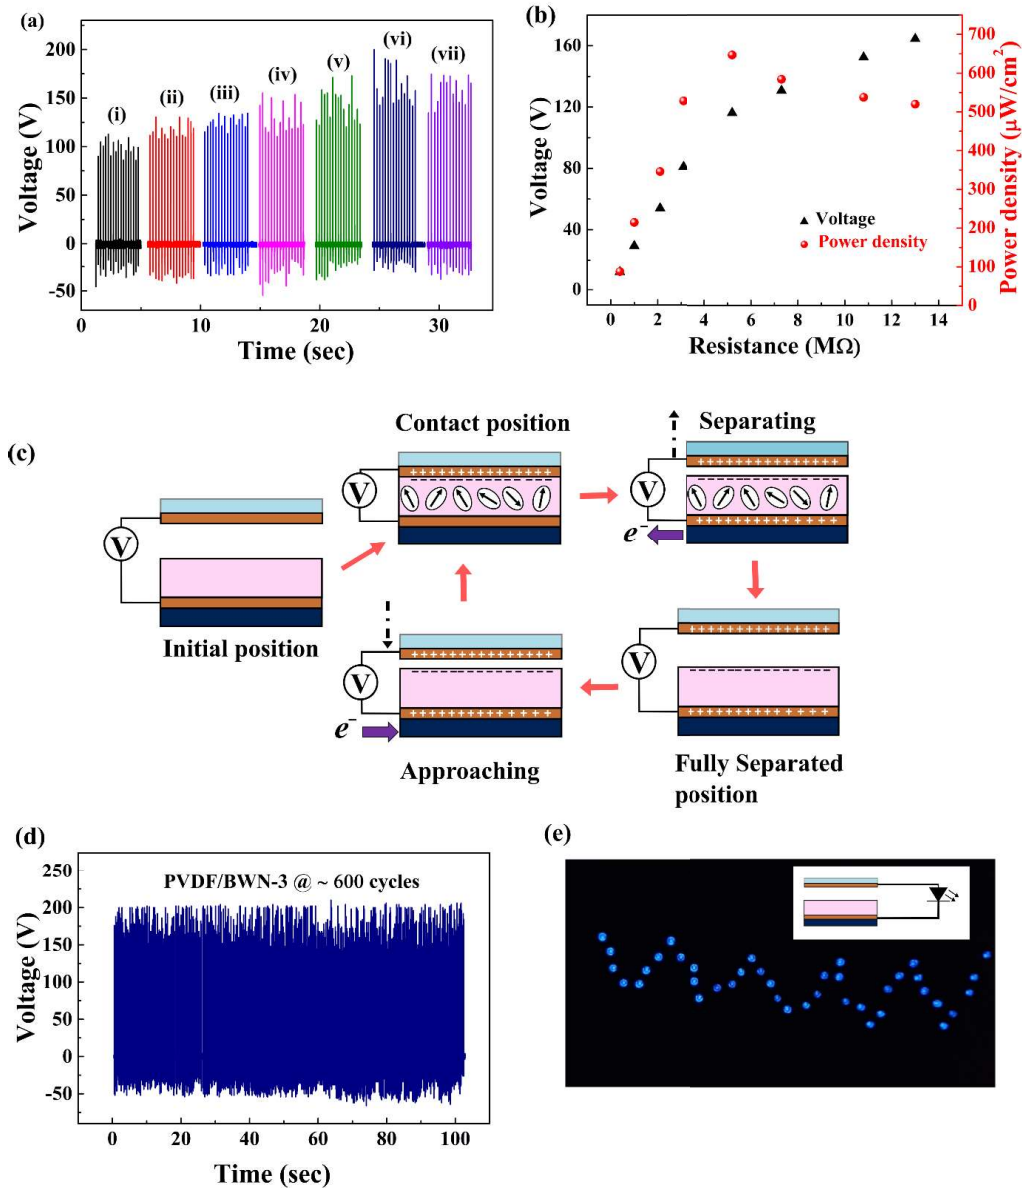 (a)
Voltage (V)
200
150
100
50
0
-50
(i)
(ii)
(iii)
(iv)
(v)
(vi)
(vii)
0 10 20 30
Time (sec)
(b)
Voltage (V)
160
120
80
40
0
Voltage
Power density
700
600
500
400
300
200
100
0
Power density (μW/cm²)
0 2 4 6 8 10 12 14
Resistance (MΩ)
(c)
V
Initial position
Contact position
V
+++++++++++++
Separating
V
+++++++++++++
+++++++ ++ +++
e⁻
V
+++++++++++++
+++++++ ++ +++
Fully Separated
position
V
+++++++++++++
+++++++ ++ +++
e⁻
Approaching
(d)
PVDF/BWN-3 @ ~ 600 cycles
Voltage (V)
250
200
150
100
50
0
-50
0 20 40 60 80 100
Time (sec)
(e)